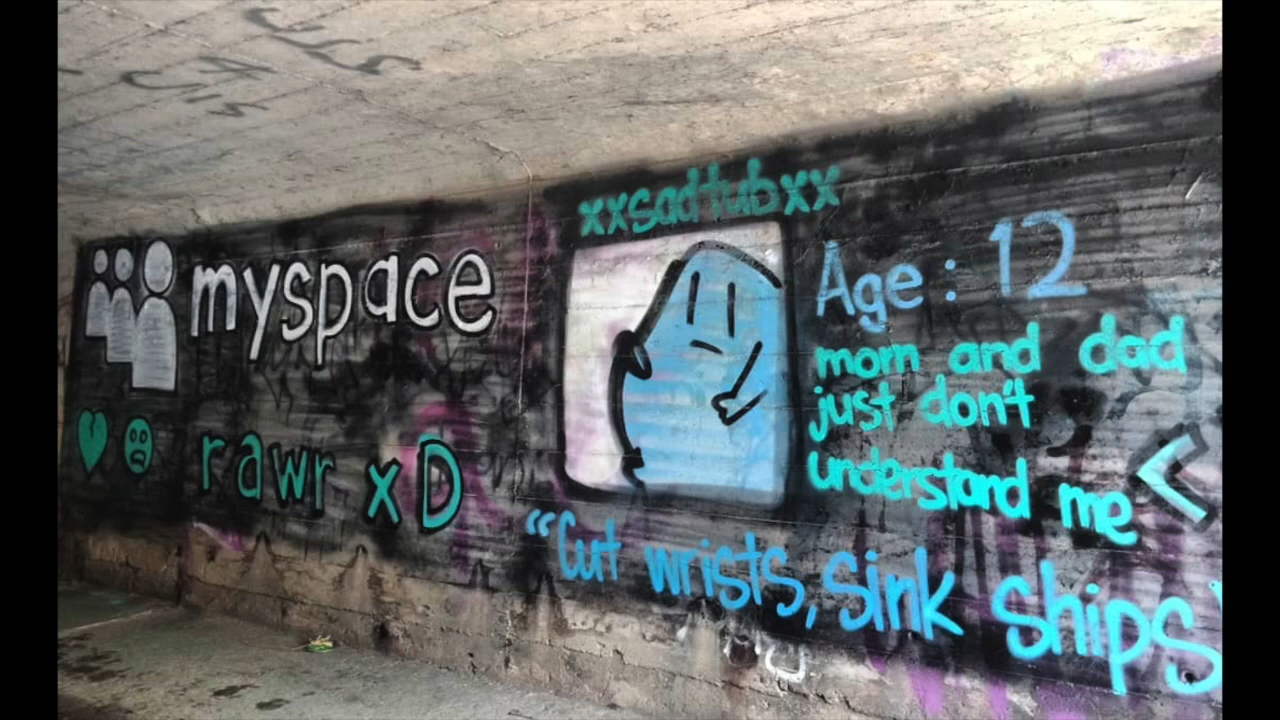 myspace
rawr xD
xxsadtubxx
Age: 12
mom and dad
just don't
understand me
"Cut wrists, sink ships